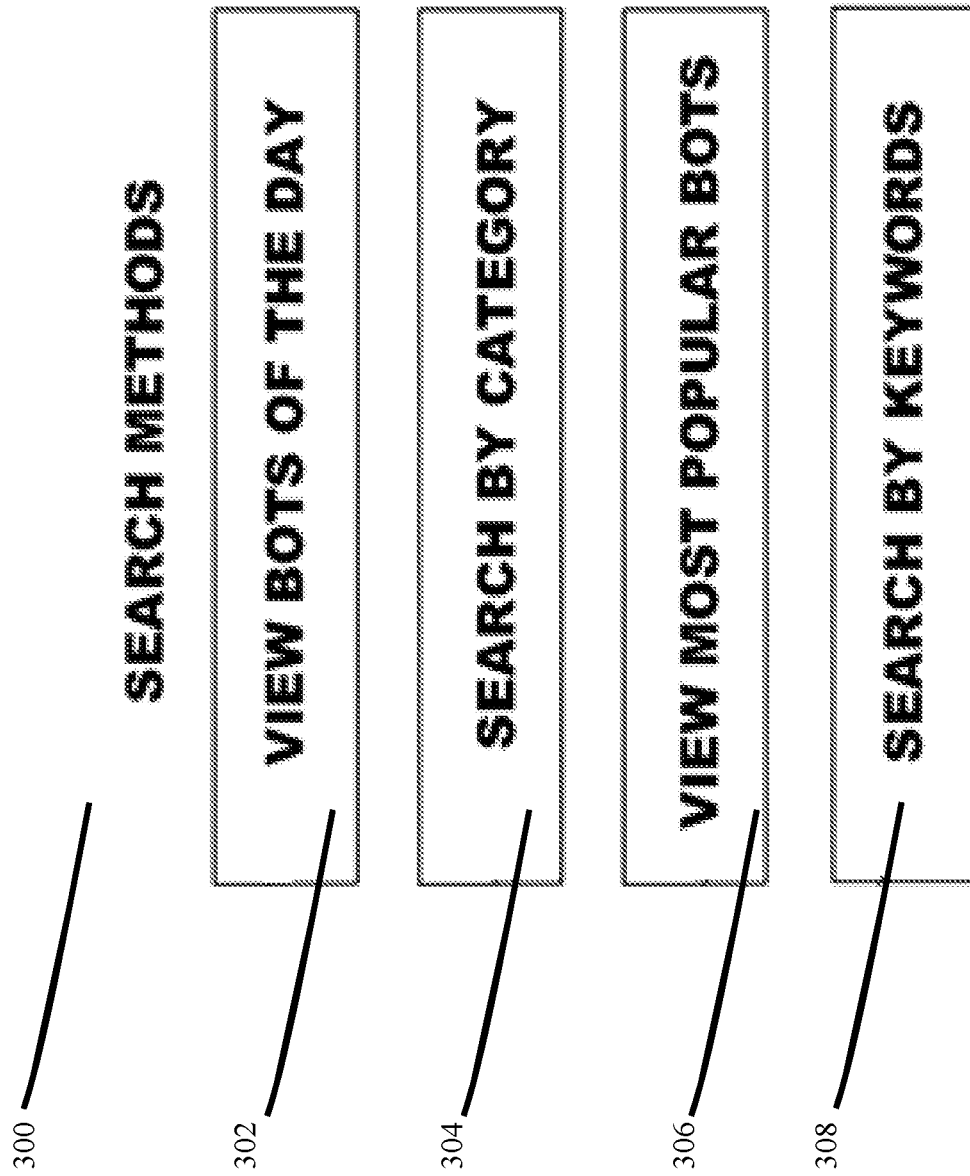 300
SEARCH METHODS
302
VIEW BOTS OF THE DAY
304
SEARCH BY CATEGORY
306
VIEW MOST POPULAR BOTS
308
SEARCH BY KEYWORDS